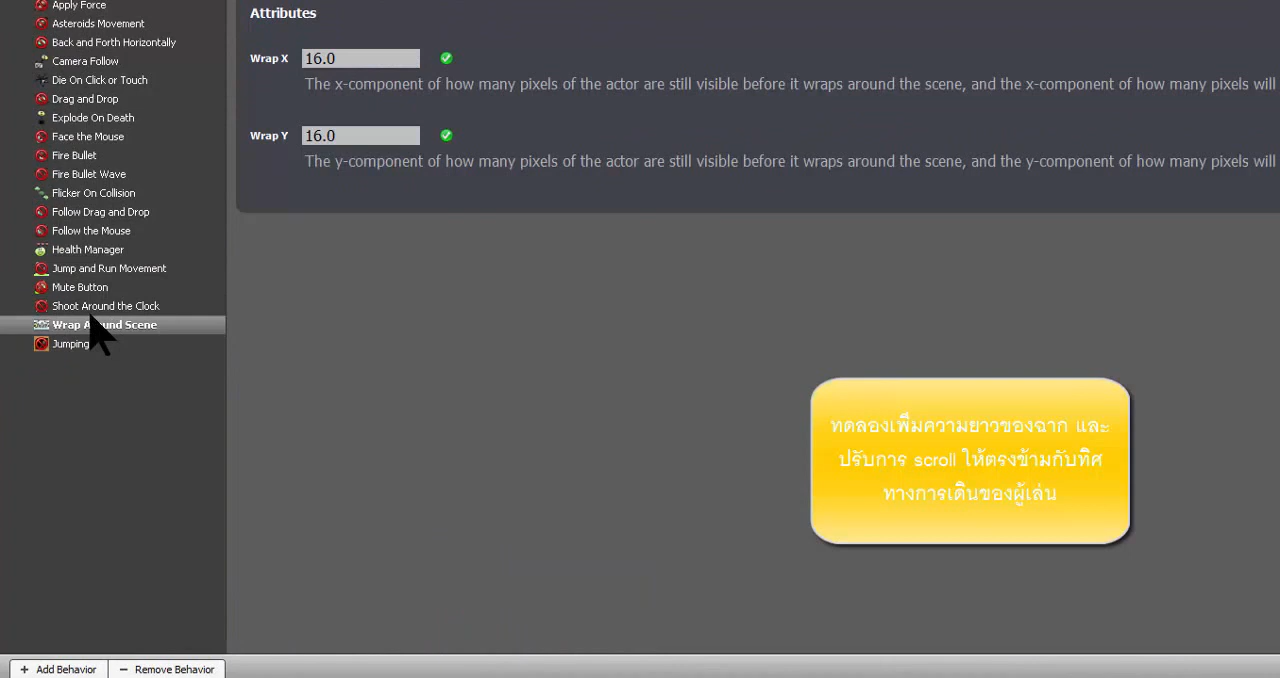 Apply Force
Asteroids Movement
Back and Forth Horizontally
Camera Follow
Die On Click or Touch
Drag and Drop
Explode On Death
Face the Mouse
Fire Bullet
Fire Bullet Wave
Flicker On Collision
Follow Drag and Drop
Follow the Mouse
Health Manager
Jump and Run Movement
Mute Button
Shoot Around the Clock
Wrap Scene
Jumping
+ Add Behavior
− Remove Behavior
Attributes
Wrap X 16.0
The x-component of how many pixels of the actor are still visible before it wraps around the scene, and the x-component of how many pixels will
Wrap Y 16.0
The y-component of how many pixels of the actor are still visible before it wraps around the scene, and the y-component of how many pixels will
ทดลองเพิ่มความยาวของฉาก และ
ปรับการ scroll ให้ตรงข้ามกับทิศ
ทางการเดินของผู้เล่น